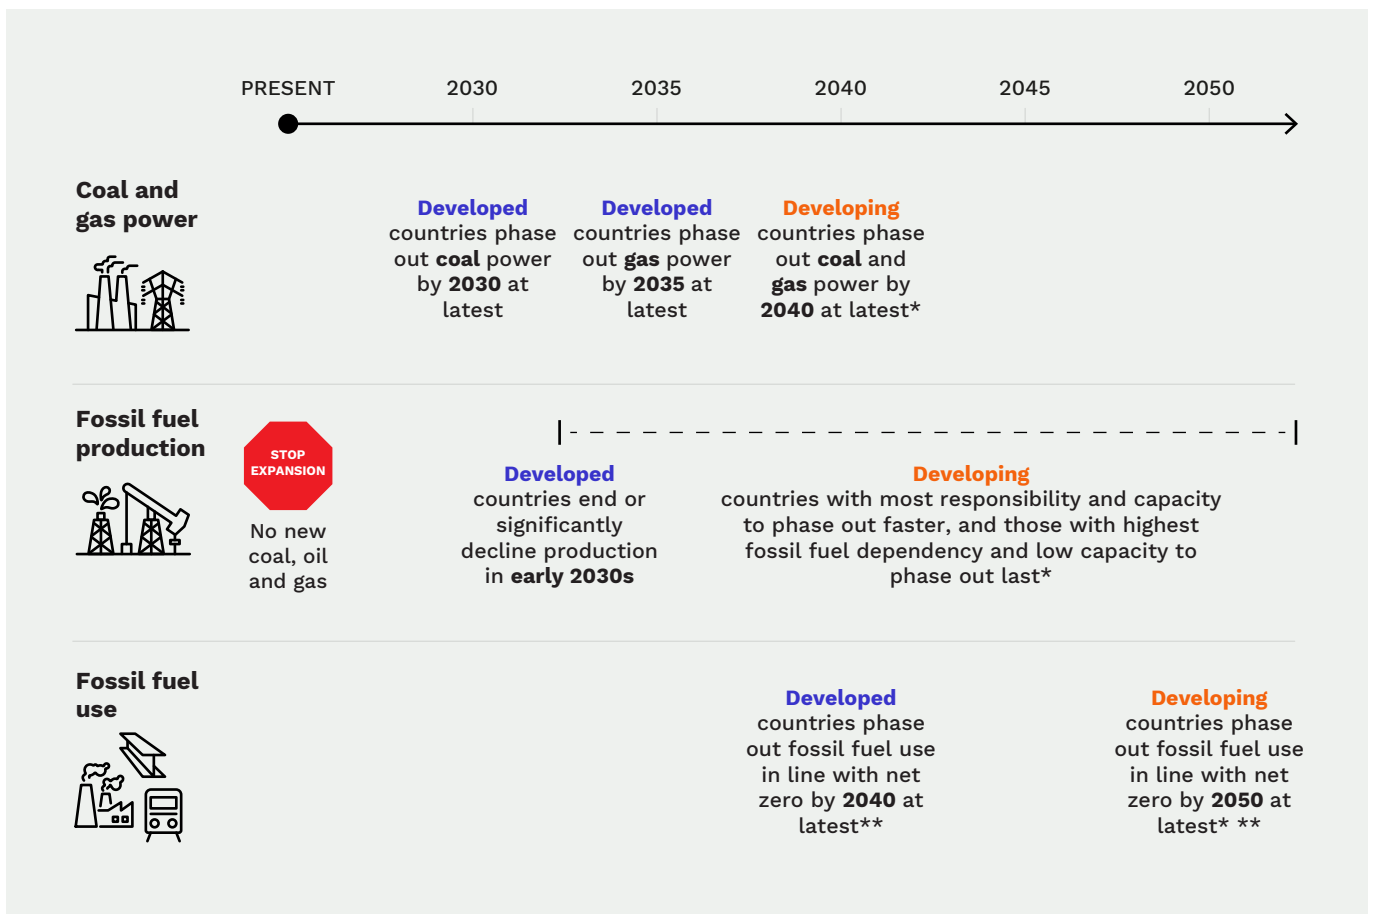 PRESENT
2030
2035
2040
2045
2050
Coal and
gas power
Developed
countries phase
out coal power
by 2030 at
latest
Developed
countries phase
out gas power
by 2035 at
latest
Developing
countries phase
out coal and
gas power by
2040 at latest*
Fossil fuel
production
STOP
EXPANSION
No new
coal, oil
and gas
Developed
countries end or
significantly
decline production
in early 2030s
Developing
countries with most responsibility and capacity
to phase out faster, and those with highest
fossil fuel dependency and low capacity to
phase out last*
Fossil fuel
use
Developed
countries phase
out fossil fuel use
in line with net
zero by 2040 at
latest**
Developing
countries phase
out fossil fuel use
in line with net
zero by 2050 at
latest* **